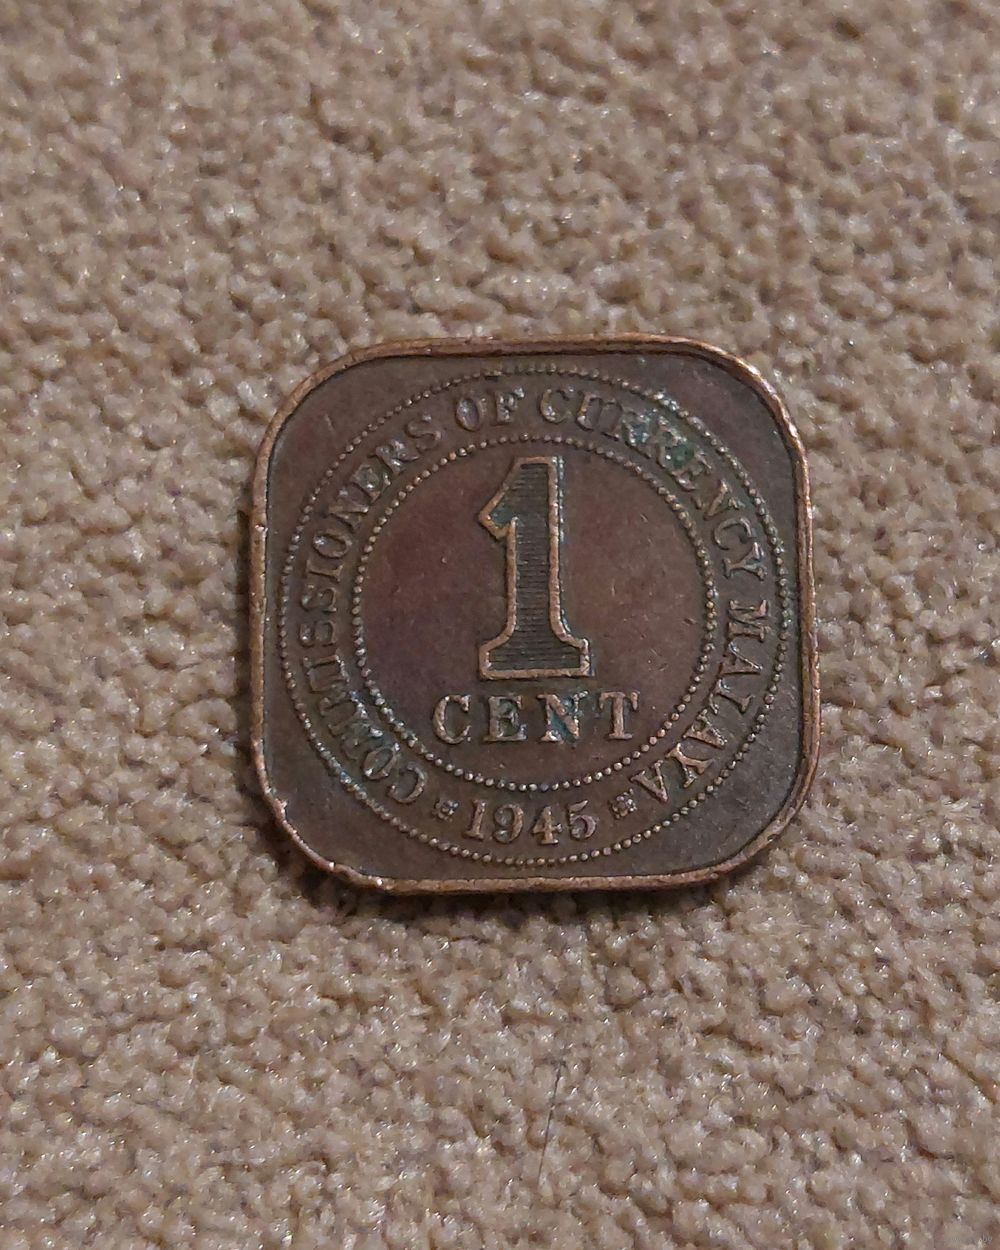 COMMISSIONERS OF CURRENCY MALAYA
1
CENT
1945